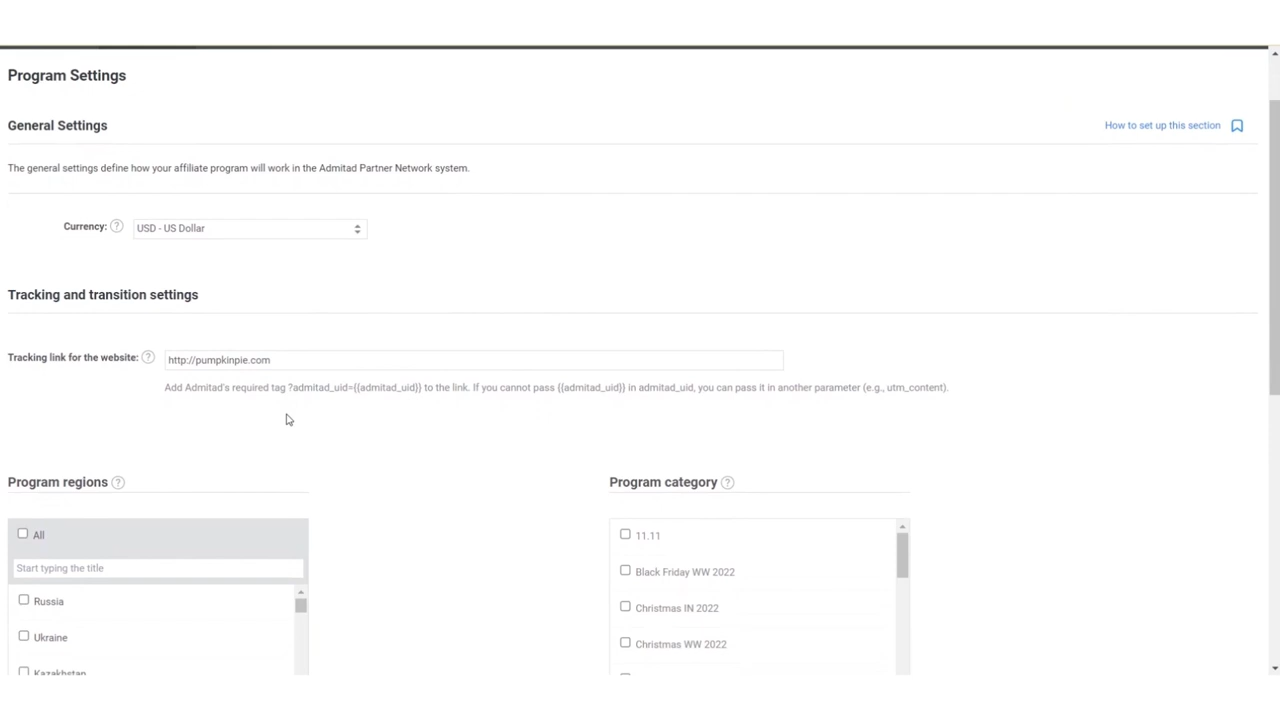 Program Settings
General Settings
How to set up this section
The general settings define how your affiliate program will work in the Admitad Partner Network system.
Currency: ?
USD - US Dollar
Tracking and transition settings
Tracking link for the website: ?
http://pumpkinpie.com
Add Admitad's required tag ?admitad_uid={{admitad_uid}} to the link. If you cannot pass {{admitad_uid}} in admitad_uid, you can pass it in another parameter (e.g., utm_content).
Program regions ?
All
Start typing the title
Russia
Ukraine
Kazakhstan
Program category ?
11.11
Black Friday WW 2022
Christmas IN 2022
Christmas WW 2022